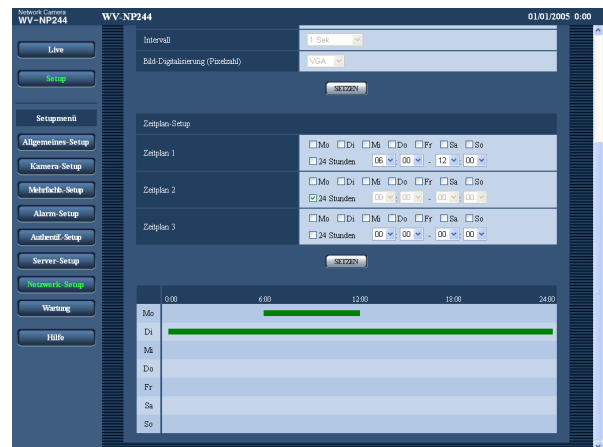 Network Camera
WV-NP244
WV-NP244 01/01/2005 0:00
Live
Setup
Setupmenü
Allgemeines-Setup
Kamera-Setup
Mehrfachb.-Setup
Alarm-Setup
Authentif.-Setup
Server-Setup
Netzwerk-Setup
Wartung
Hilfe
Intervall 1 Sek
Bild-Digitalisierung (Pixelzahl) VGA
SETZEN
Zeitplan-Setup
Zeitplan 1 Mo Di Mi Do Fr Sa So
24 Stunden 06 : 00 - 12 : 00
Zeitplan 2 Mo Di Mi Do Fr Sa So
24 Stunden 00 : 00 - 00 : 00
Zeitplan 3 Mo Di Mi Do Fr Sa So
24 Stunden 00 : 00 - 00 : 00
SETZEN
0:00 6:00 12:00 18:00 24:00
Mo
Di
Mi
Do
Fr
Sa
So